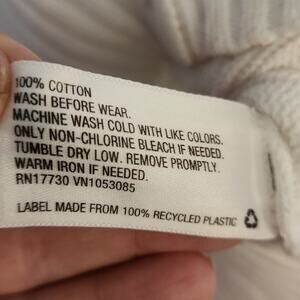 100% COTTON
WASH BEFORE WEAR.
MACHINE WASH COLD WITH LIKE COLORS.
ONLY NON-CHLORINE BLEACH IF NEEDED.
TUMBLE DRY LOW. REMOVE PROMPTLY.
WARM IRON IF NEEDED.
RN17730 VN1053085
LABEL MADE FROM 100% RECYCLED PLASTIC